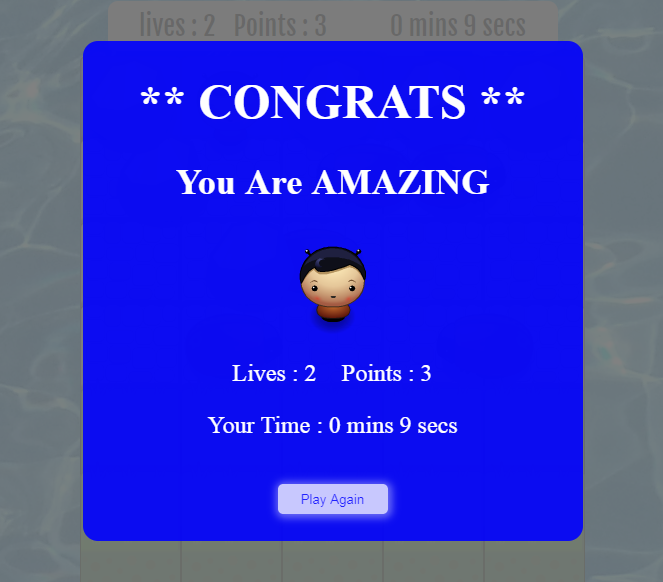 lives : 2 Points : 3 0 mins 9 secs
** CONGRATS **
You Are AMAZING
Lives : 2 Points : 3
Your Time : 0 mins 9 secs
Play Again